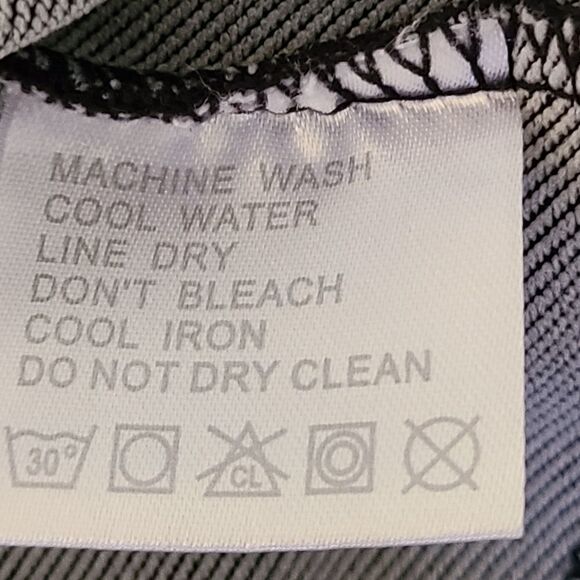 MACHINE WASH
COOL WATER
LINE DRY
DON'T BLEACH
COOL IRON
DO NOT DRY CLEAN
30° CL